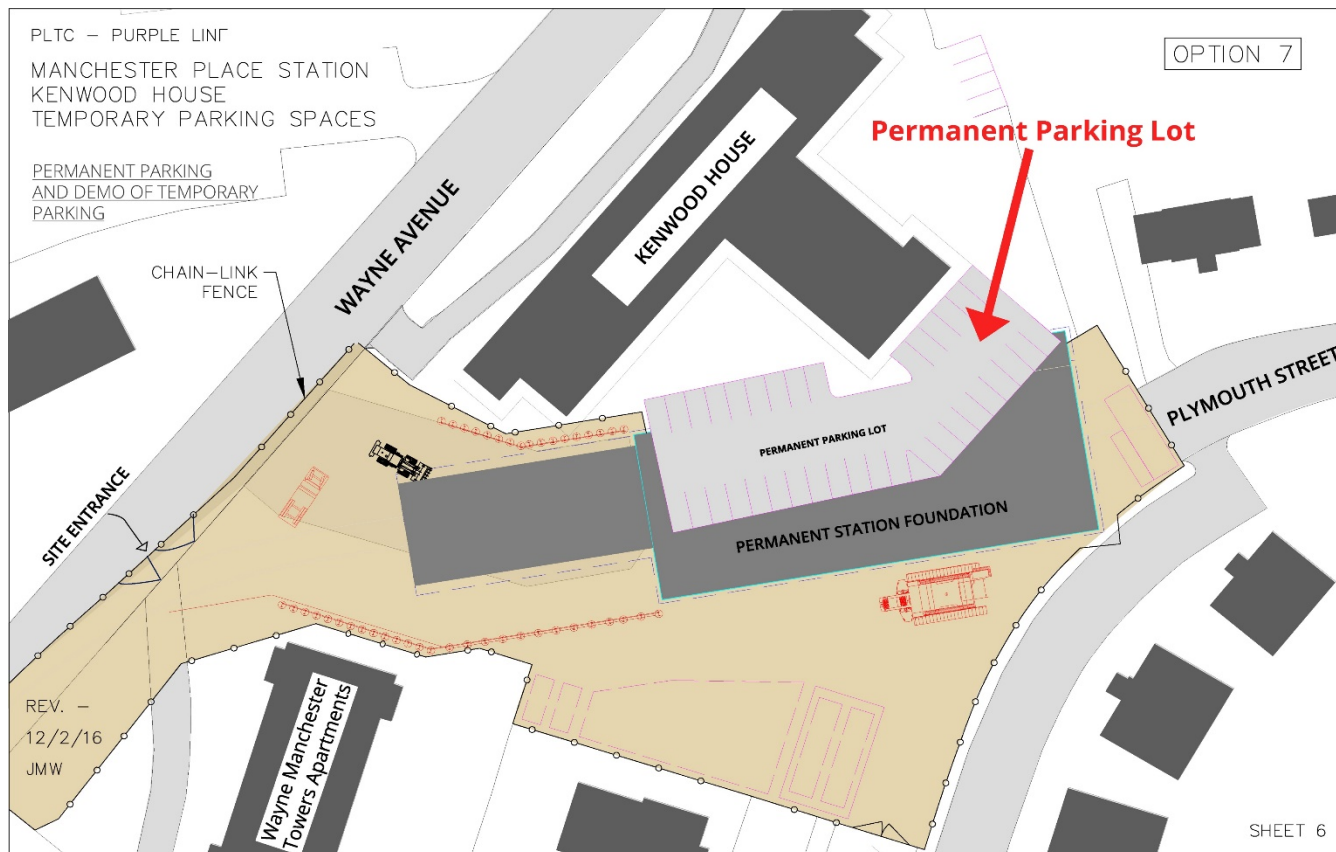 PLTC – PURPLE LINE
MANCHESTER PLACE STATION
KENWOOD HOUSE
TEMPORARY PARKING SPACES
PERMANENT PARKING
AND DEMO OF TEMPORARY
PARKING
OPTION 7
Permanent Parking Lot
CHAIN–LINK
FENCE
WAYNE AVENUE
KENWOOD HOUSE
PLYMOUTH STREET
PERMANENT PARKING LOT
PERMANENT STATION FOUNDATION
SITE ENTRANCE
Wayne Manchester
Towers Apartments
REV. –
12/2/16
JMW
SHEET 6